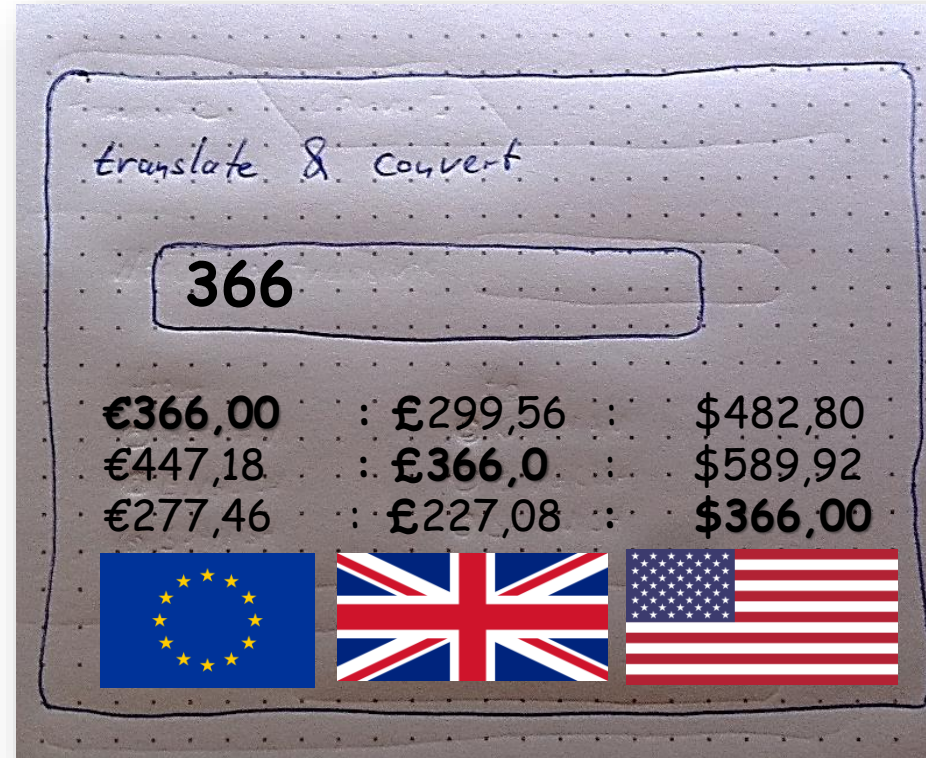 translate & convert
366
€366,00 : £299,56 : $482,80
€447,18 : £366,0 : $589,92
€277,46 : £227,08 : $366,00